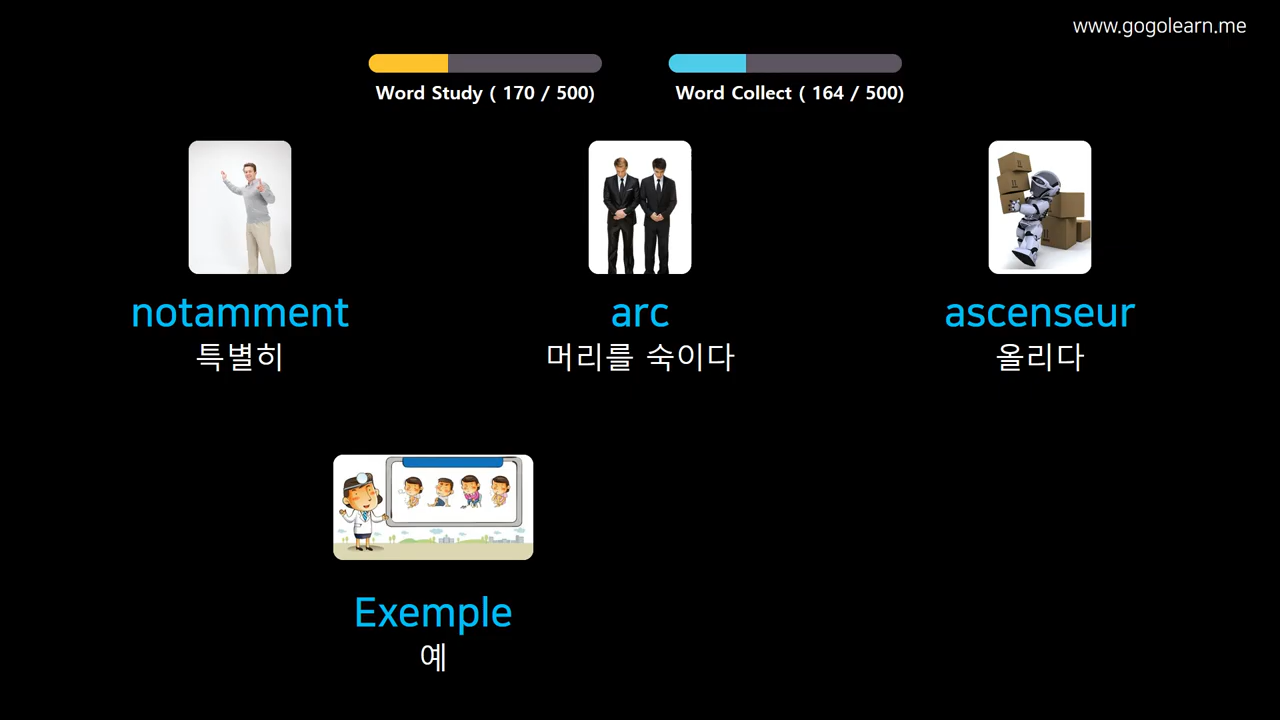 www.gogolearn.me
Word Study ( 170 / 500)
Word Collect ( 164 / 500)
notamment
특별히
arc
머리를 숙이다
ascenseur
올리다
Exemple
예